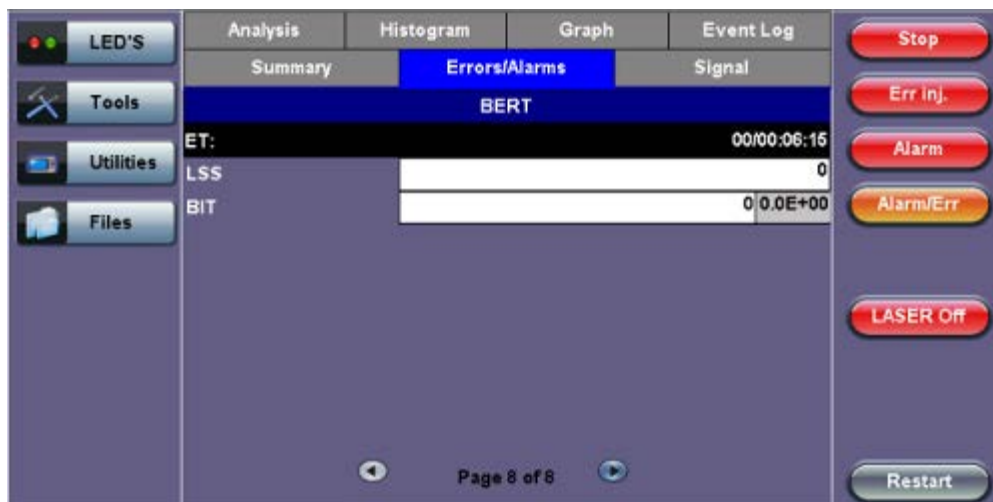 LED'S
Tools
Utilities
Files
Analysis Histogram Graph Event Log
Summary Errors/Alarms Signal
BERT
ET: 00/00:06:15
LSS 0
BIT 0 0.0E+00
Page 8 of 8
Stop
Err Inj.
Alarm
Alarm/Err
LASER Off
Restart